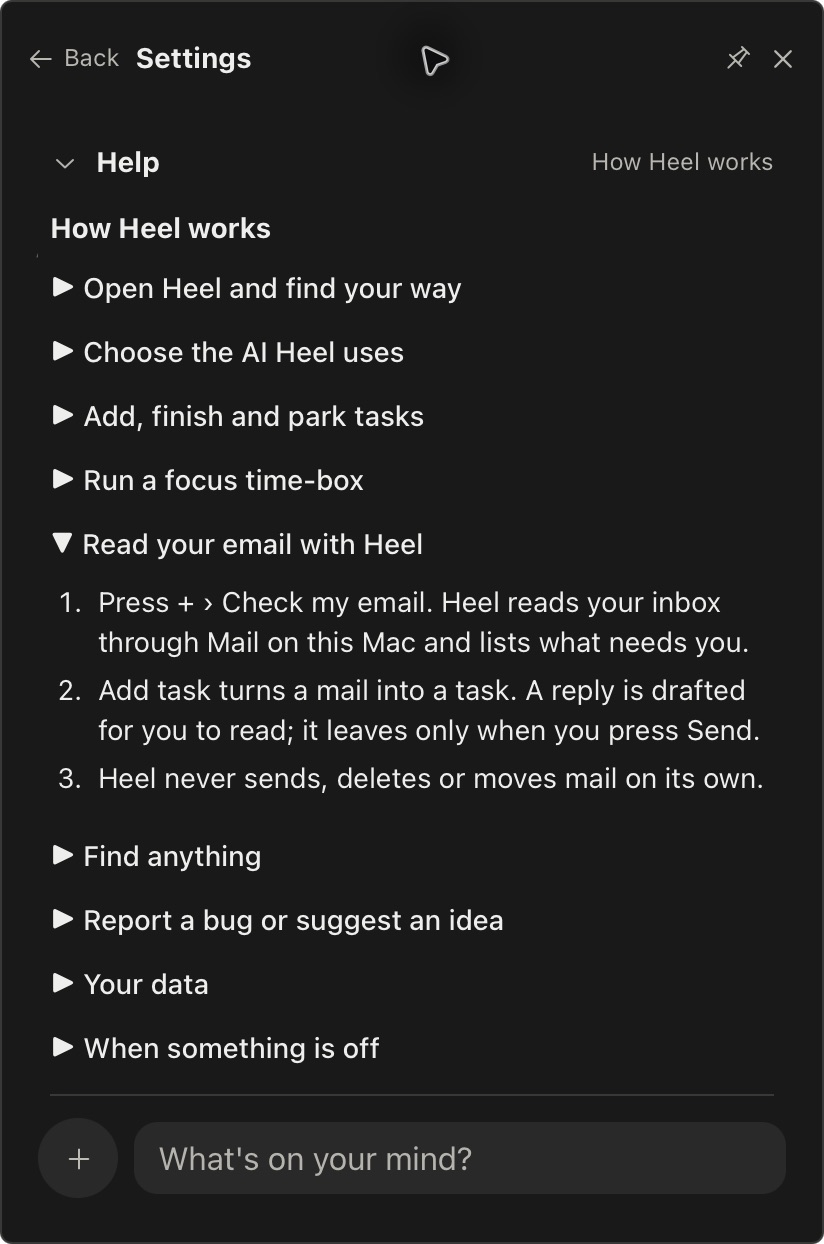 Back Settings
Help How Heel works
How Heel works
Open Heel and find your way
Choose the AI Heel uses
Add, finish and park tasks
Run a focus time-box
Read your email with Heel
1. Press + › Check my email. Heel reads your inbox
through Mail on this Mac and lists what needs you.
2. Add task turns a mail into a task. A reply is drafted
for you to read; it leaves only when you press Send.
3. Heel never sends, deletes or moves mail on its own.
Find anything
Report a bug or suggest an idea
Your data
When something is off
What's on your mind?